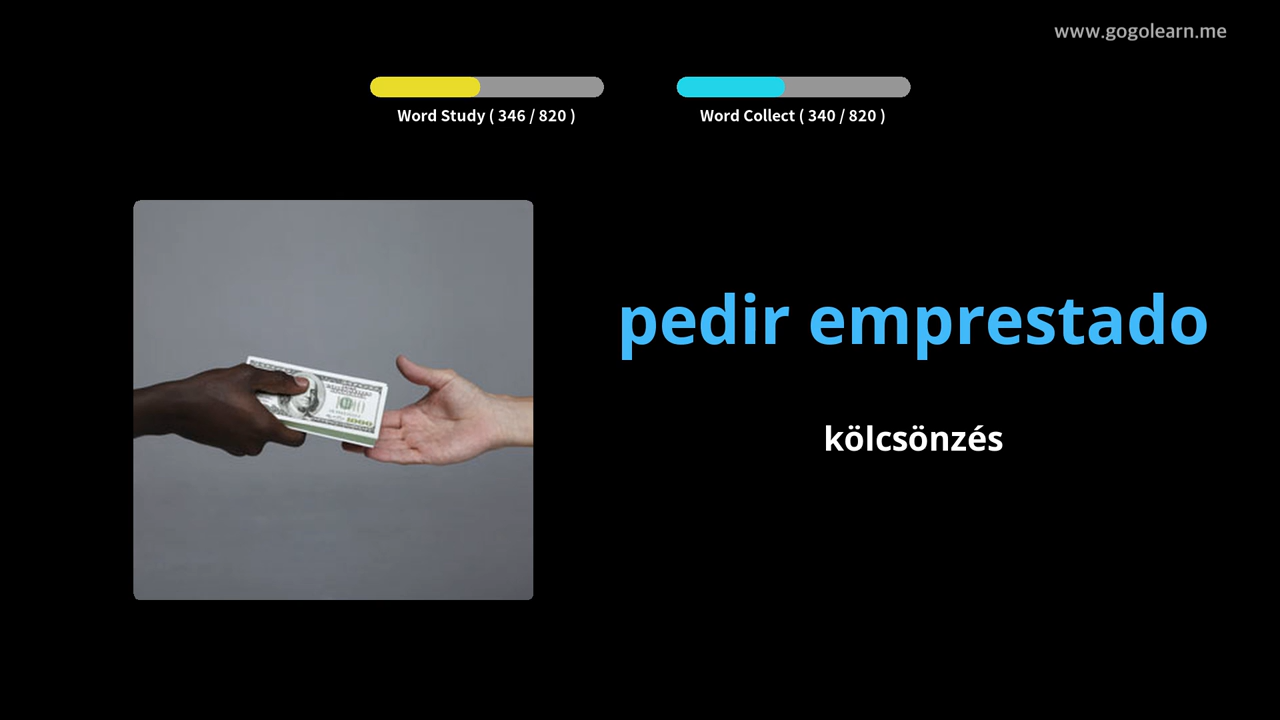 www.gogolearn.me
Word Study ( 346 / 820 )
Word Collect ( 340 / 820 )
pedir emprestado
kölcsönzés